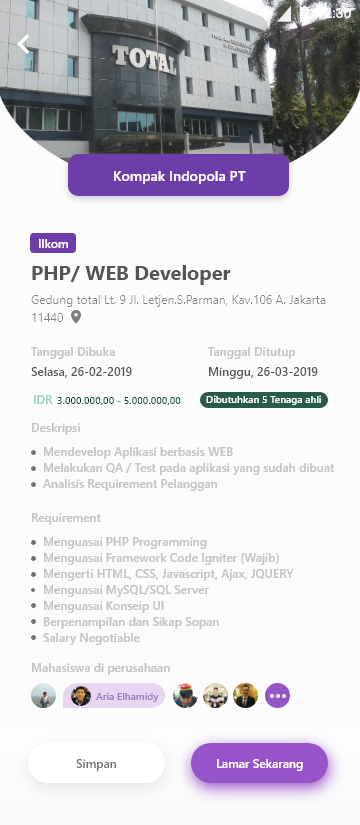 TOTAL
Kompak Indopola PT
Ilkom
PHP/ WEB Developer
Gedung total Lt. 9 Jl. Letjen.S.Parman, Kav.106 A. Jakarta
11440
Tanggal Dibuka
Tanggal Ditutup
Selasa, 26-02-2019
Minggu, 26-03-2019
IDR 3.000.000,00 - 5.000.000,00
Dibutuhkan 5 Tenaga ahli
Deskripsi
Mendevelop Aplikasi berbasis WEB
Melakukan QA / Test pada aplikasi yang sudah dibuat
Analisis Requirement Pelanggan
Requirement
Menguasai PHP Programming
Menguasai Framework Code Igniter (Wajib)
Mengerti HTML, CSS, Javascript, Ajax, JQUERY
Menguasai MySQL/SQL Server
Menguasai Konseip UI
Berpenampilan dan Sikap Sopan
Salary Negotiable
Mahasiswa di perusahaan
Aria Elhamidy
Simpan
Lamar Sekarang